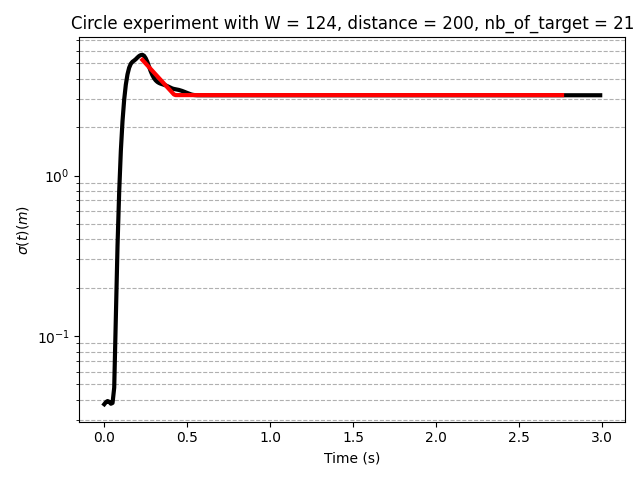 Circle experiment with W = 124, distance = 200, nb_of_target = 21
10⁰
10⁻¹
σ(t)(m)
0.0 0.5 1.0 1.5 2.0 2.5 3.0
Time (s)